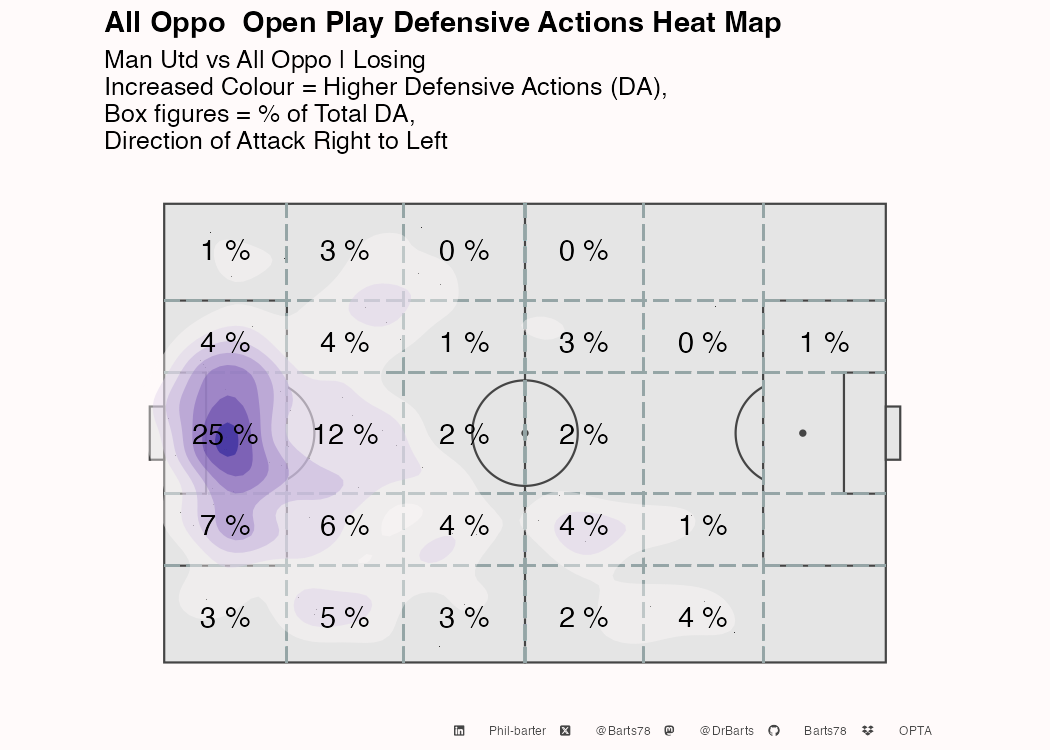 All Oppo  Open Play Defensive Actions Heat Map
Man Utd vs All Oppo | Losing
Increased Colour = Higher Defensive Actions (DA),
Box figures = % of Total DA,
Direction of Attack Right to Left
1 % 3 % 0 % 0 %
4 % 4 % 1 % 3 % 0 % 1 %
25 % 12 % 2 % 2 %
7 % 6 % 4 % 4 % 1 %
3 % 5 % 3 % 2 % 4 %
Phil-barter @Barts78 @DrBarts Barts78 OPTA